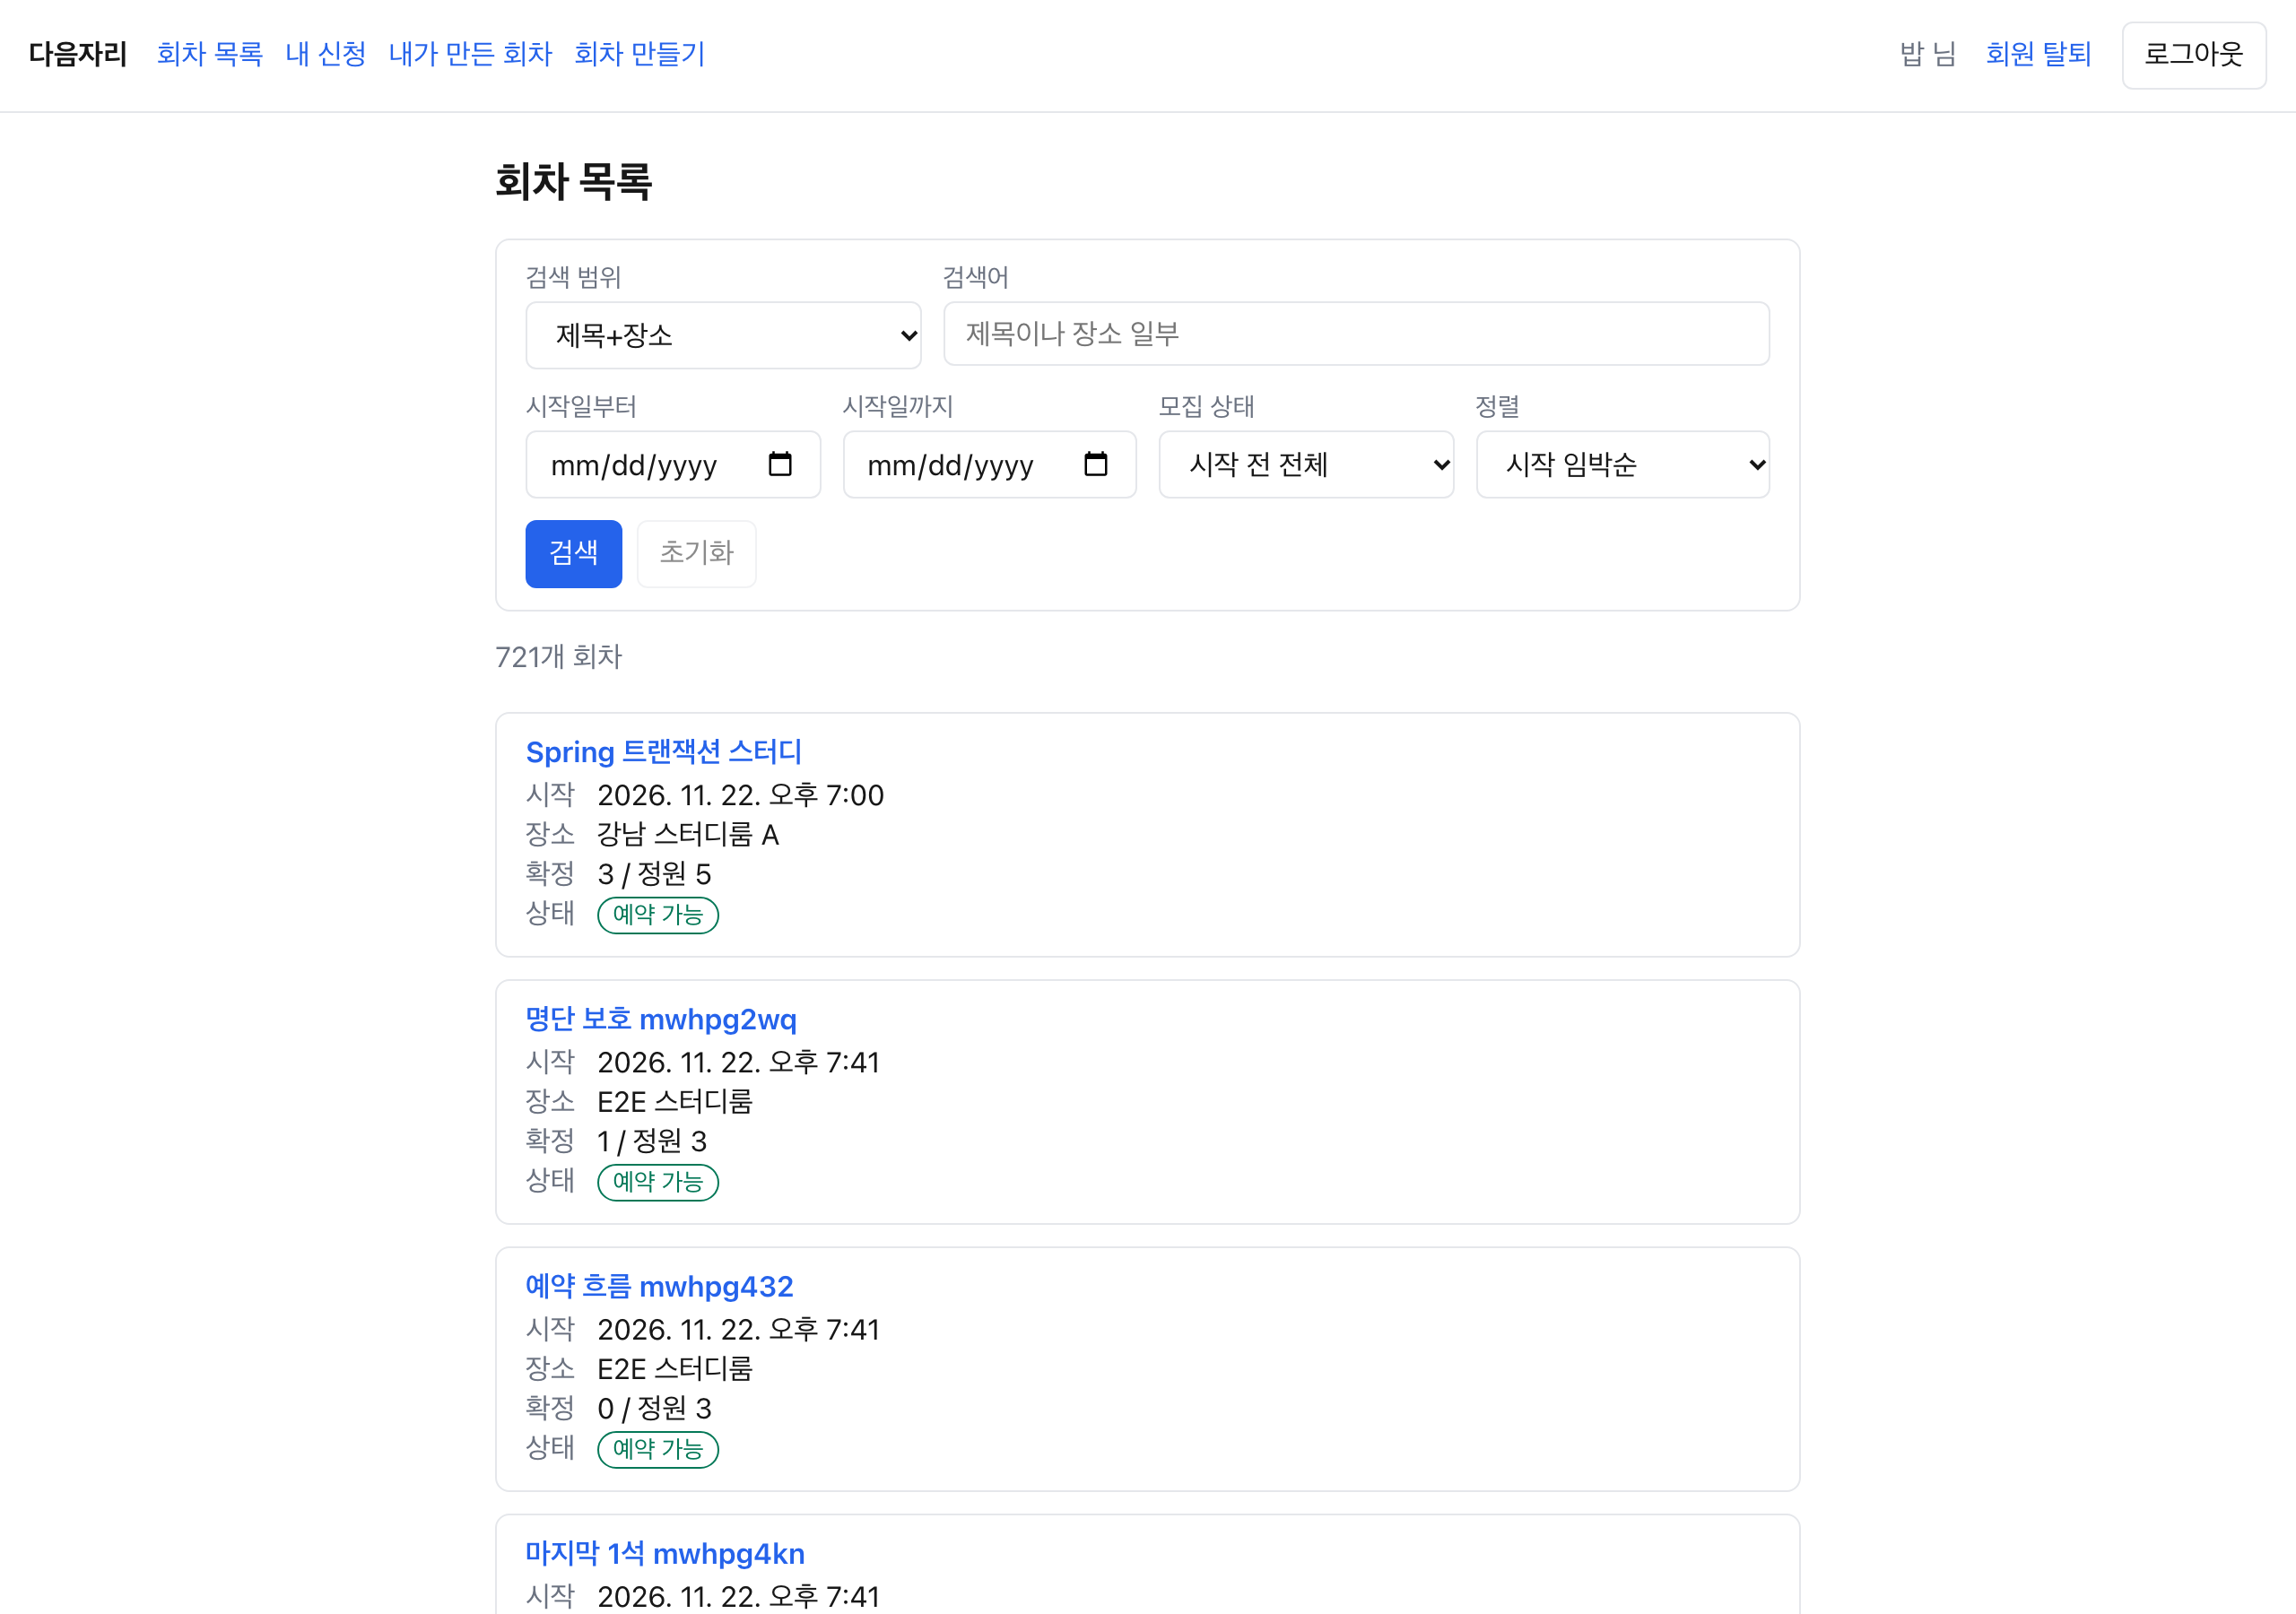 다음자리 회차 목록 내 신청 내가 만든 회차 회차 만들기 밥 님 회원 탈퇴 로그아웃
회차 목록
검색 범위 검색어
제목+장소 제목이나 장소 일부
시작일부터 시작일까지 모집 상태 정렬
mm/dd/yyyy mm/dd/yyyy 시작 전 전체 시작 임박순
검색 초기화
721개 회차
Spring 트랜잭션 스터디
시작 2026. 11. 22. 오후 7:00
장소 강남 스터디룸 A
확정 3 / 정원 5
상태 예약 가능
명단 보호 mwhpg2wq
시작 2026. 11. 22. 오후 7:41
장소 E2E 스터디룸
확정 1 / 정원 3
상태 예약 가능
예약 흐름 mwhpg432
시작 2026. 11. 22. 오후 7:41
장소 E2E 스터디룸
확정 0 / 정원 3
상태 예약 가능
마지막 1석 mwhpg4kn
시작 2026. 11. 22. 오후 7:41